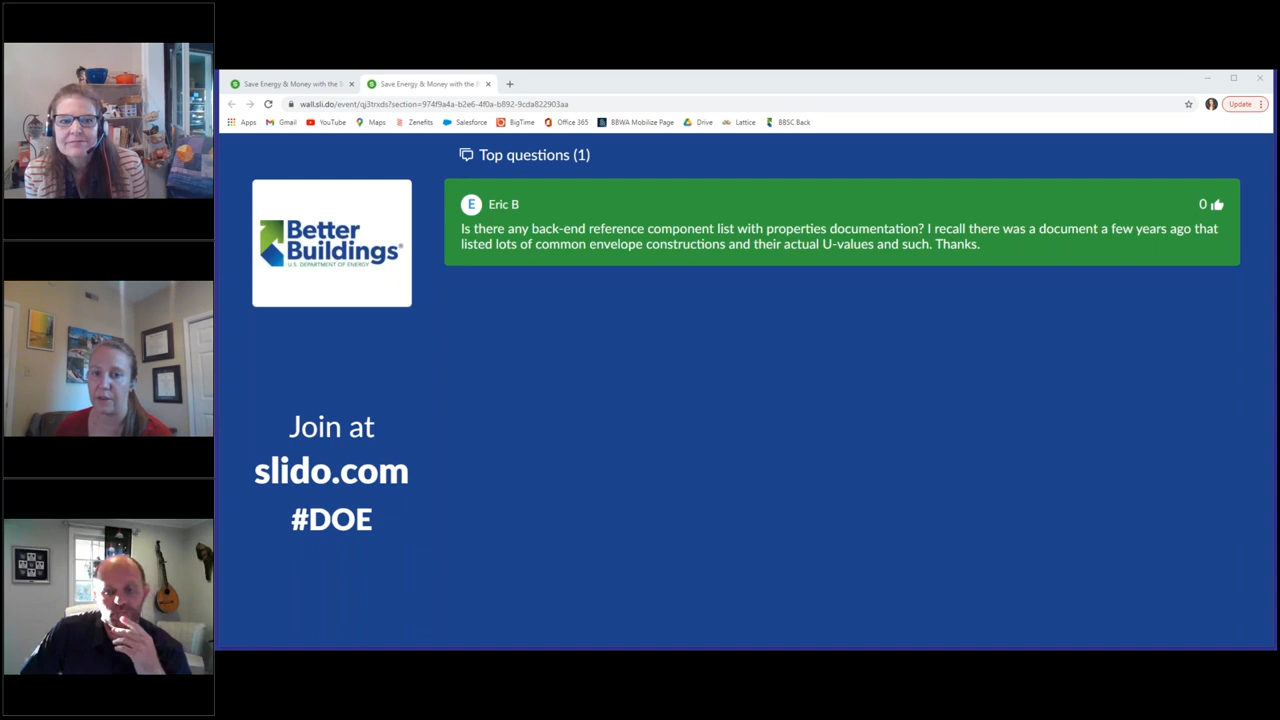 Save Energy & Money with the S
Save Energy & Money with the S
wall.sli.do/event/qj3trxds?section=974f9a4a-b2e6-4f0a-b892-9cda822903aa
Update
Apps
Gmail
YouTube
Maps
Zenefits
Salesforce
BigTime
Office 365
BBWA Mobilize Page
Drive
Lattice
BBSC Back
Top questions (1)
E
Eric B
0
Is there any back-end reference component list with properties documentation? I recall there was a document a few years ago that
listed lots of common envelope constructions and their actual U-values and such. Thanks.
Better
Buildings®
U.S. DEPARTMENT OF ENERGY
Join at
slido.com
#DOE